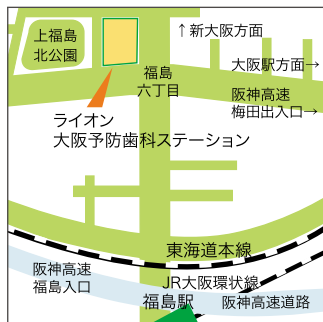 上福島
北公園
↑新大阪方面
大阪駅方面→
福島
六丁目
阪神高速
梅田出入口→
ライオン
大阪予防歯科ステーション
東海道本線
阪神高速
福島入口
JR大阪環状線
福島駅
阪神高速道路